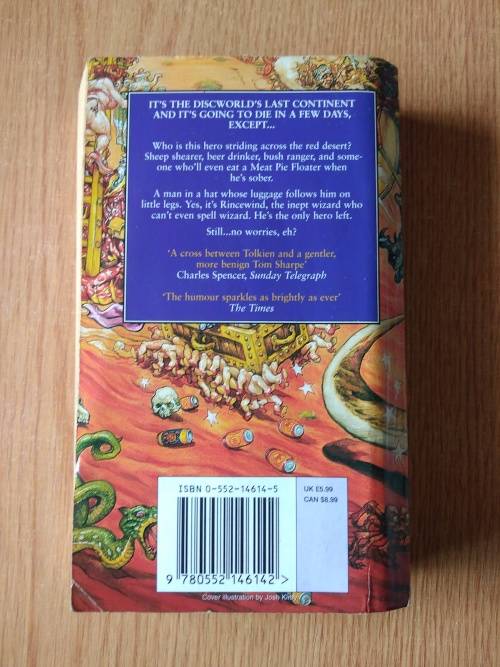 IT'S THE DISCWORLD'S LAST CONTINENT
AND IT'S GOING TO DIE IN A FEW DAYS,
EXCEPT...
Who is this hero striding across the red desert?
Sheep shearer, beer drinker, bush ranger, and some-
one who'll even eat a Meat Pie Floater when
he's sober.
A man in a hat whose luggage follows him on
little legs. Yes, it's Rincewind, the inept wizard who
can't even spell wizard. He's the only hero left.
Still...no worries, eh?
'A cross between Tolkien and a gentler,
more benign Tom Sharpe'
Charles Spencer, Sunday Telegraph
'The humour sparkles as brightly as ever'
The Times
ISBN 0-552-14614-5
UK £5.99
CAN $8.99
9 780552 146142 >
Cover illustration by Josh Kirby